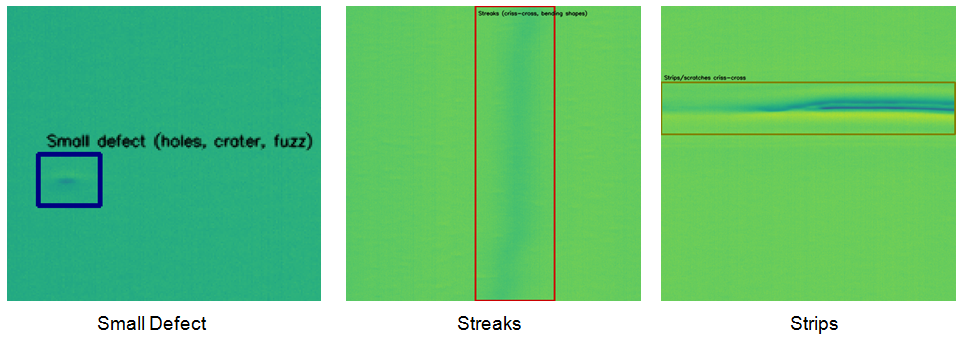 Small defect (holes, crater, fuzz)
Streaks (criss-cross, bending shapes)
Strips/scratches criss-cross
Small Defect
Streaks
Strips